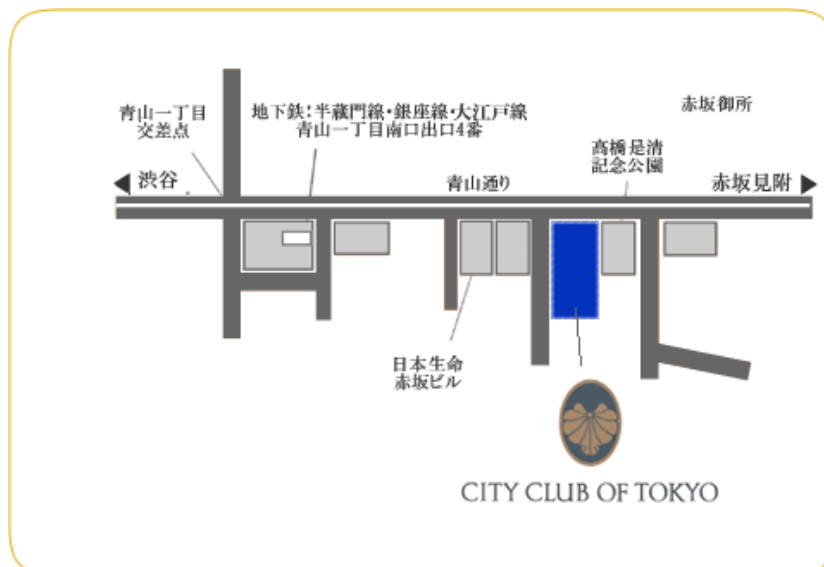 青山一丁目
交差点
地下鉄：半蔵門線・銀座線・大江戸線
青山一丁目南口出口4番
赤坂御所
高橋是清
記念公園
渋谷
青山通り
赤坂見附
日本生命
赤坂ビル
CITY CLUB OF TOKYO